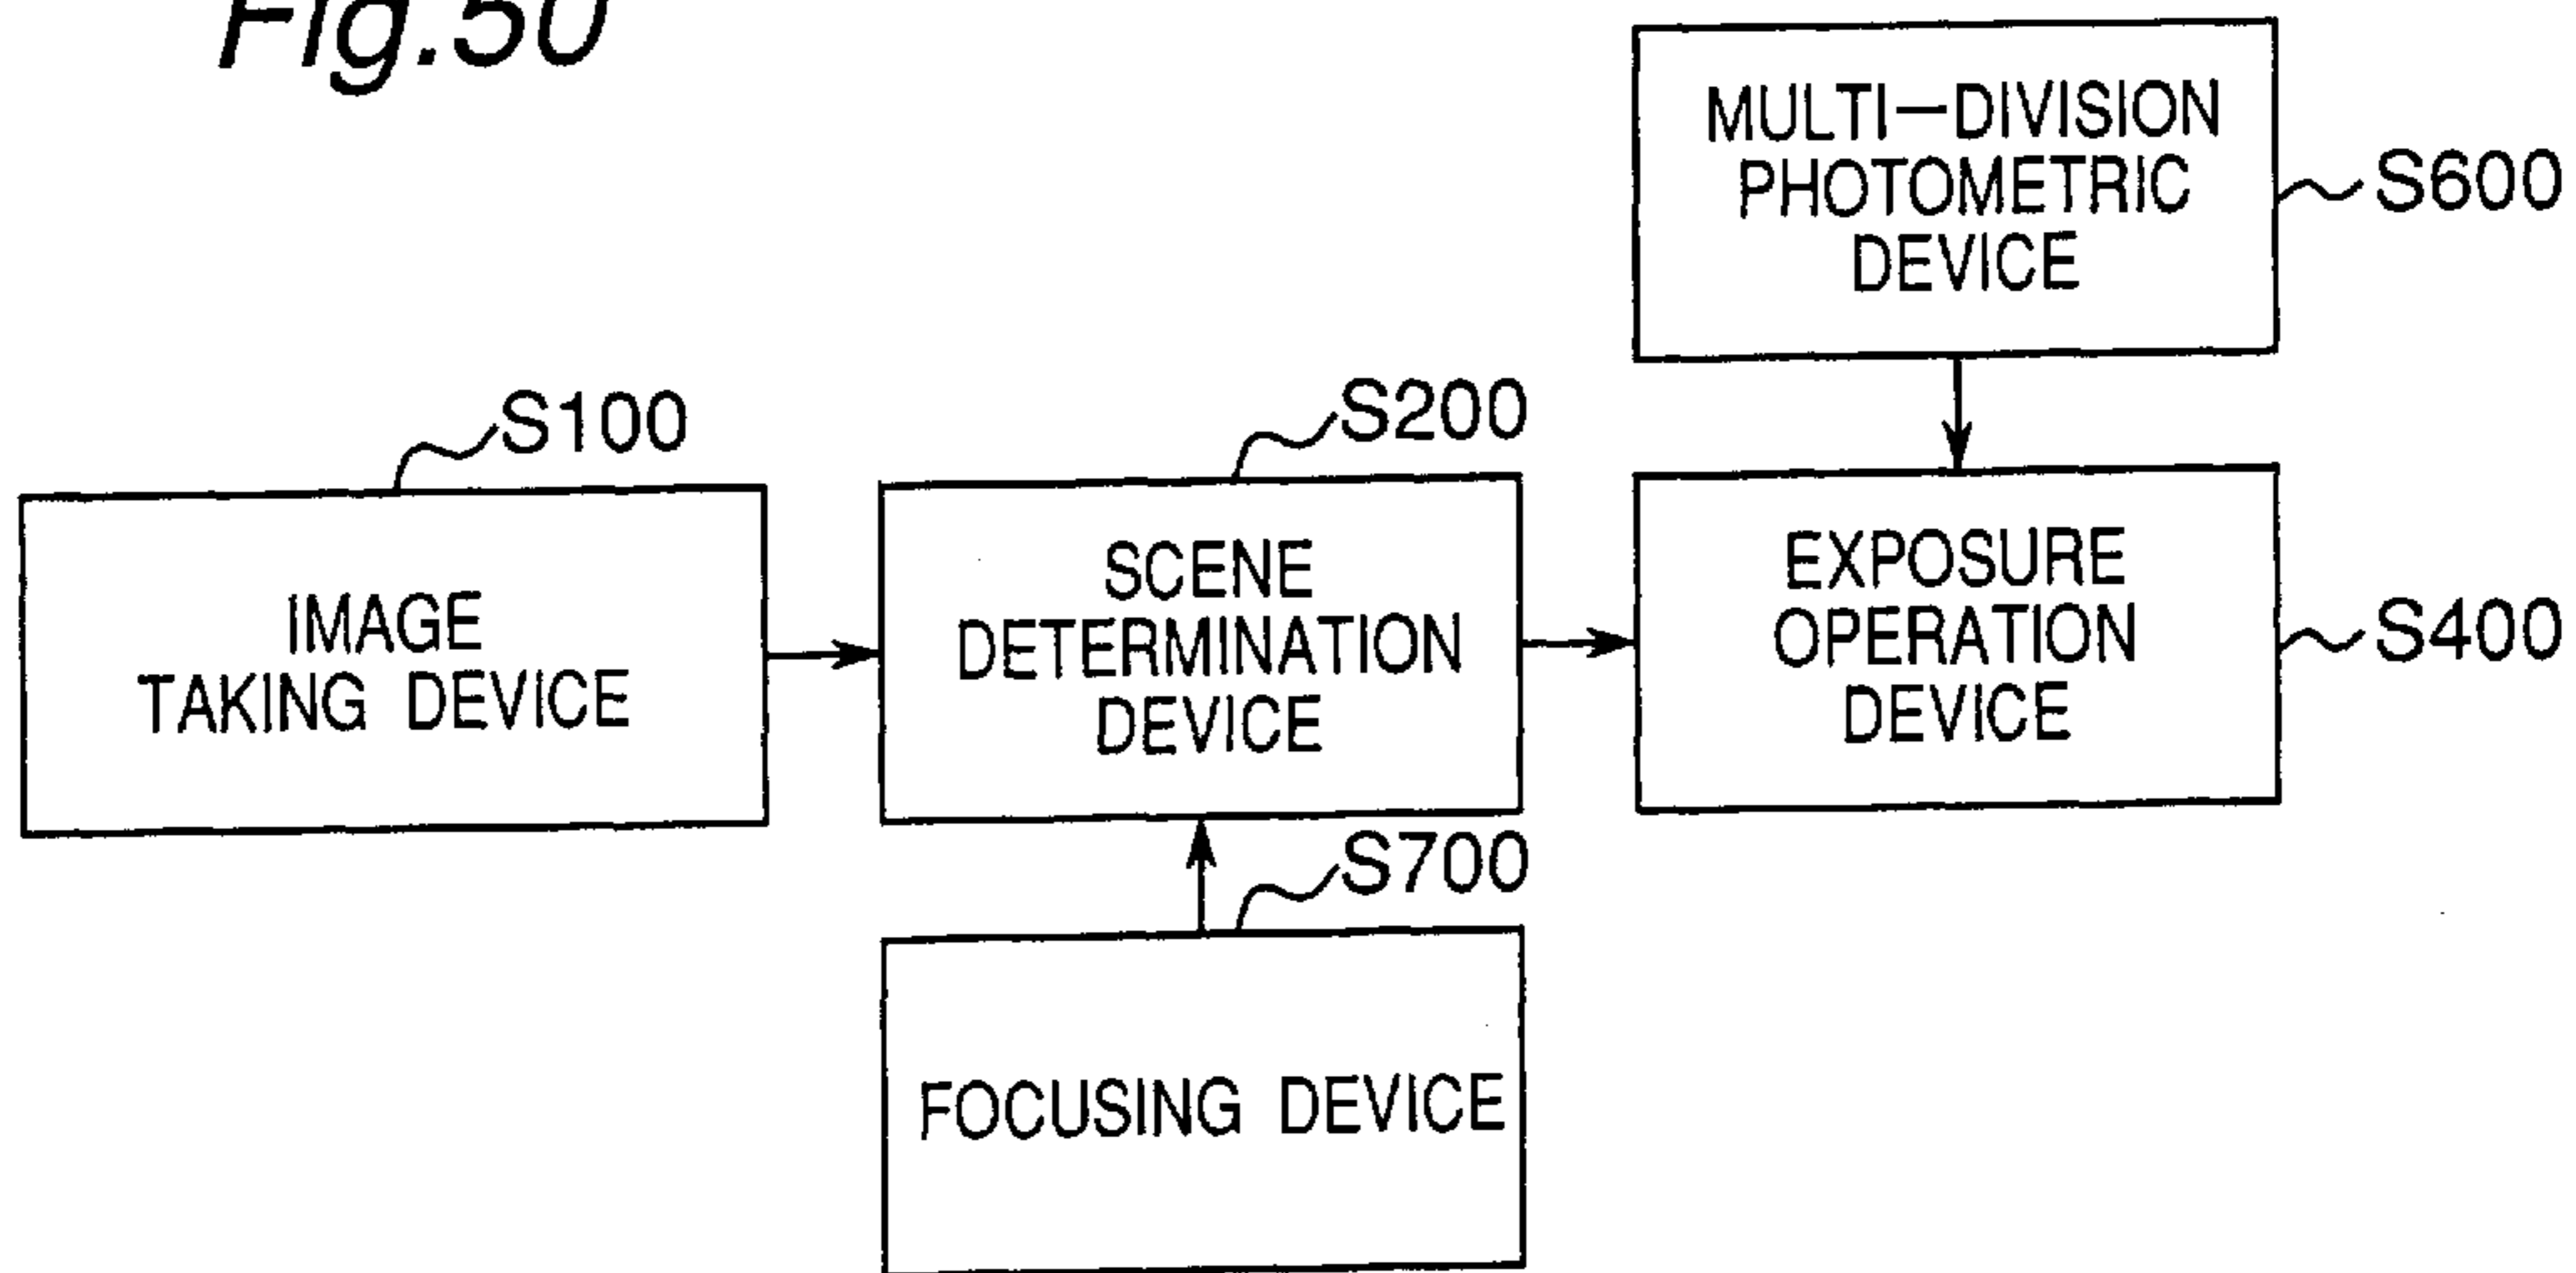 Fig.50
MULTI-DIVISION
PHOTOMETRIC
DEVICE
S600
S100
IMAGE
TAKING DEVICE
S200
SCENE
DETERMINATION
DEVICE
EXPOSURE
OPERATION
DEVICE
S400
S700
FOCUSING DEVICE